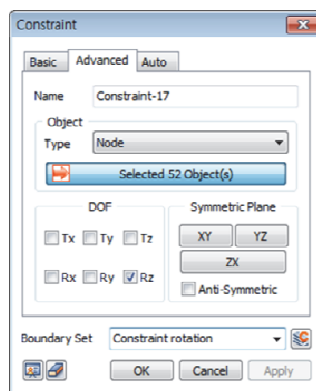 Constraint
Basic Advanced Auto
Name Constraint-17
Object
Type Node
Selected 52 Object(s)
DOF Symmetric Plane
Tx Ty Tz XY YZ
ZX
Rx Ry Rz
Anti-Symmetric
Boundary Set Constraint rotation
OK Cancel Apply